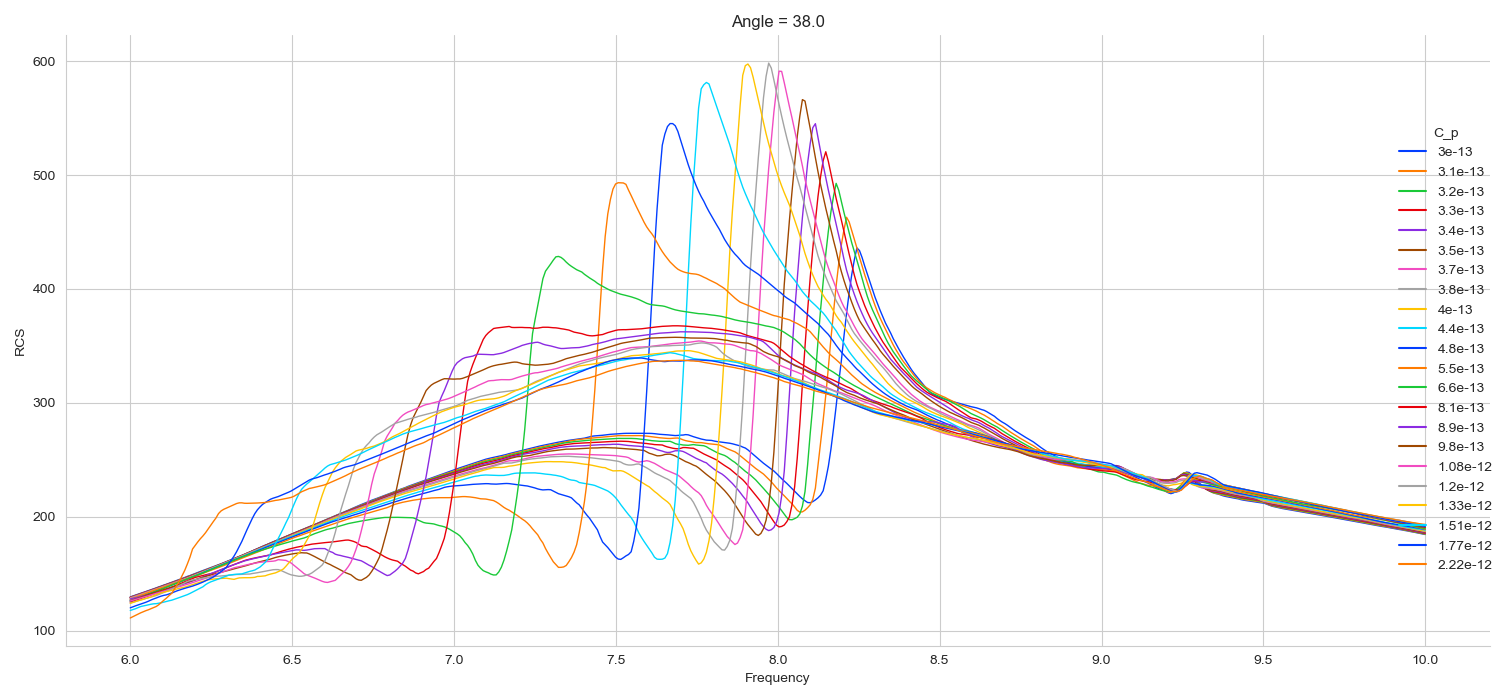 Angle = 38.0
600
500
400
300
200
100
RCS
6.0
6.5
7.0
7.5
8.0
8.5
9.0
9.5
10.0
Frequency
C_p
3e-13
3.1e-13
3.2e-13
3.3e-13
3.4e-13
3.5e-13
3.7e-13
3.8e-13
4e-13
4.4e-13
4.8e-13
5.5e-13
6.6e-13
8.1e-13
8.9e-13
9.8e-13
1.08e-12
1.2e-12
1.33e-12
1.51e-12
1.77e-12
2.22e-12